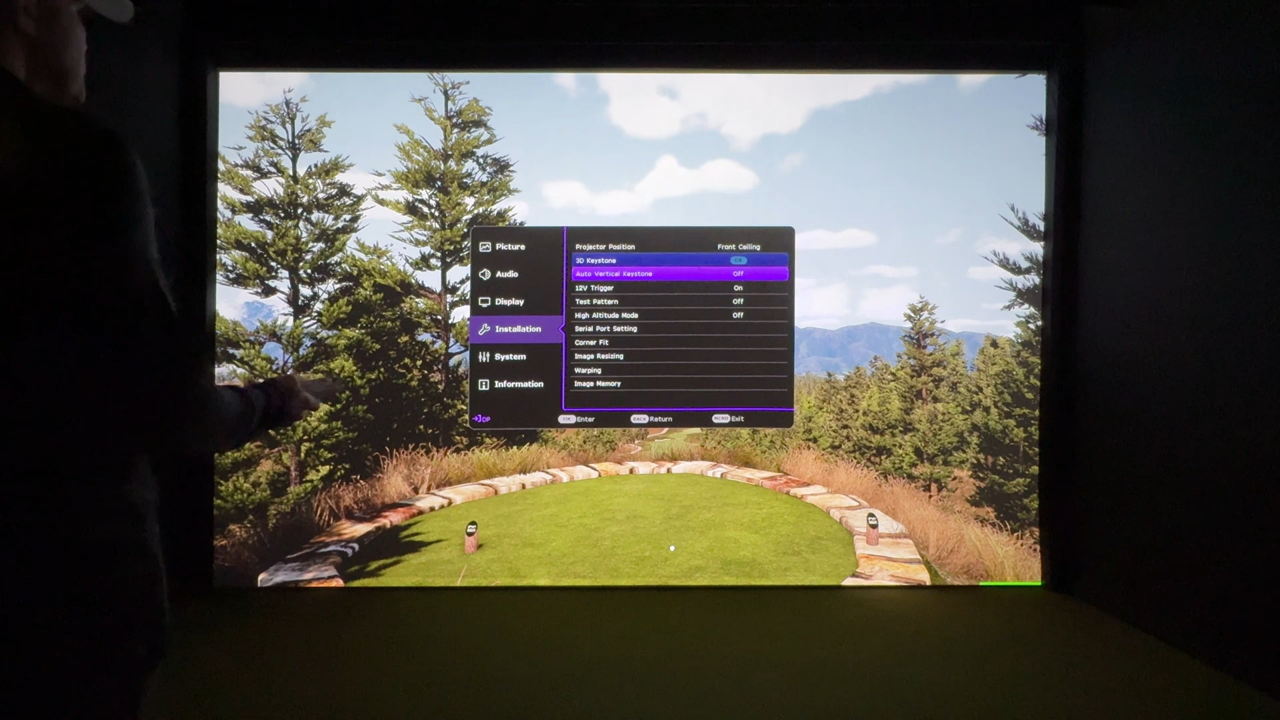 Picture
Audio
Display
Installation
System
Information
Projector Position Front Ceiling
3D Keystone
Auto Vertical Keystone Off
12V Trigger On
Test Pattern Off
High Altitude Mode Off
Serial Port Setting
Corner Fit
Image Resizing
Warping
Image Memory
Enter
BACK Return
MENU Exit